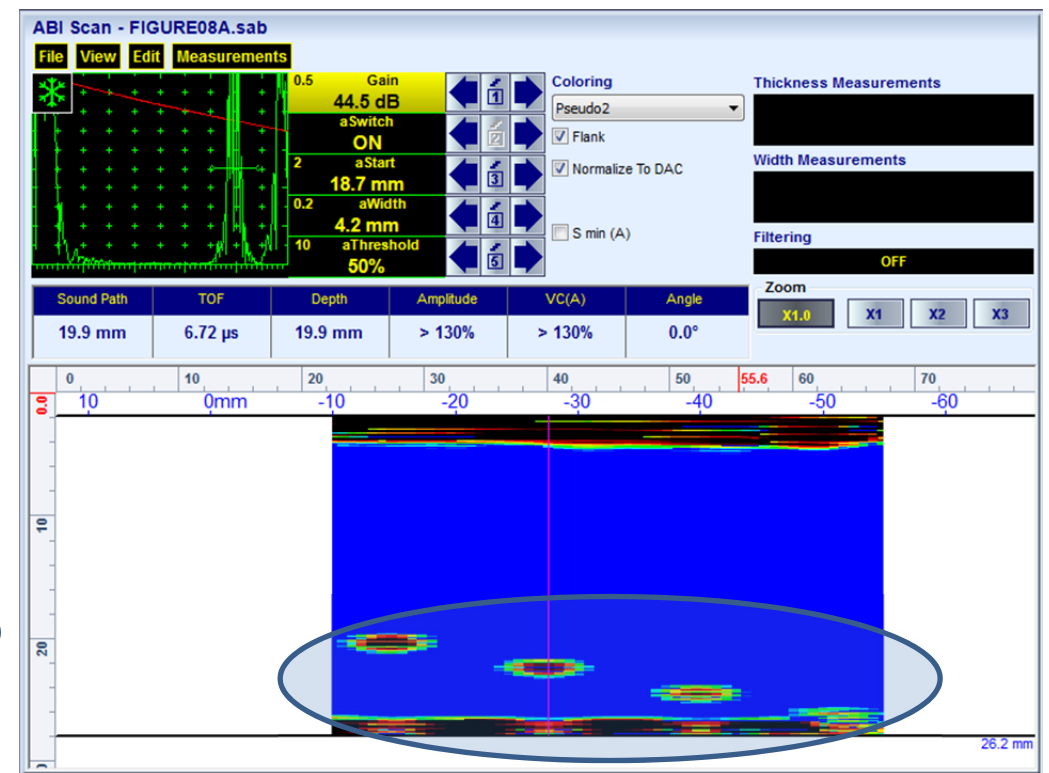 ABI Scan - FIGURE08A.sab
File View Edit Measurements
0.5 Gain
44.5 dB
1
aSwitch
ON
2
2 aStart
18.7 mm
3
0.2 aWidth
4.2 mm
4
10 aThreshold
50%
5
Coloring
Pseudo2
Flank
Normalize To DAC
S min (A)
Thickness Measurements
Width Measurements
Filtering
OFF
Zoom
X1.0 X1 X2 X3
Sound Path TOF Depth Amplitude VC(A) Angle
19.9 mm 6.72 µs 19.9 mm > 130% > 130% 0.0°
0 10 20 30 40 50 55.6 60 70
10 0mm -10 -20 -30 -40 -50 -60
0.0
10
20
26.2 mm